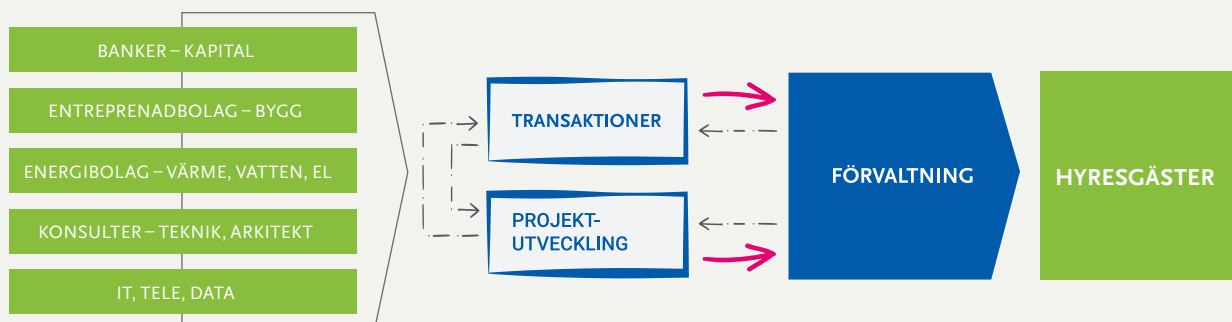 BANKER – KAPITAL
ENTREPRENADBOLAG – BYGG
ENERGIBOLAG – VÄRME, VATTEN, EL
KONSULTER – TEKNIK, ARKITEKT
IT, TELE, DATA
TRANSAKTIONER
PROJEKT-
UTVECKLING
FÖRVALTNING
HYRESGÄSTER